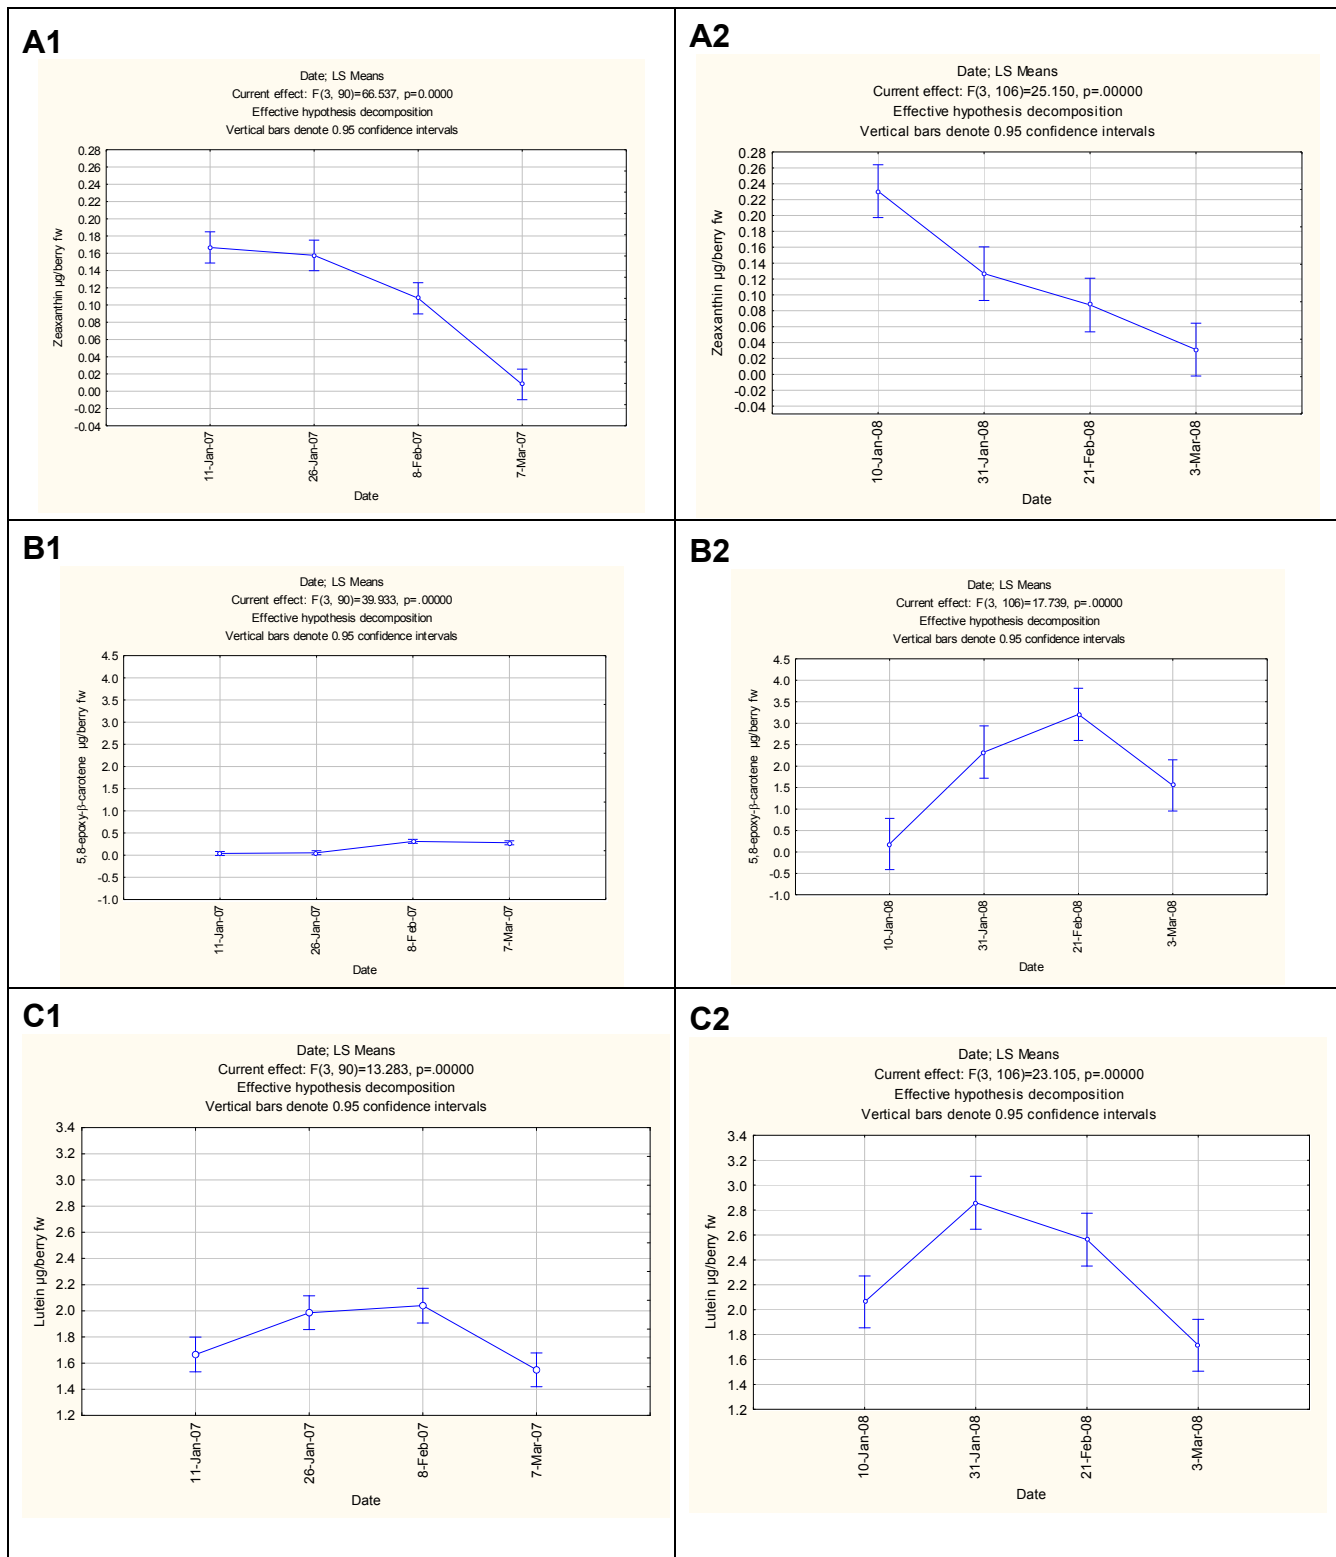 A1
Date; LS Means
Current effect: F(3, 90)=66.537, p=0.0000
Effective hypothesis decomposition
Vertical bars denote 0.95 confidence intervals
Zeaxanthin µg/berry fw
0.28
0.26
0.24
0.22
0.20
0.18
0.16
0.14
0.12
0.10
0.08
0.06
0.04
0.02
0.00
-0.02
-0.04
11-Jan-07
26-Jan-07
8-Feb-07
7-Mar-07
Date
A2
Date; LS Means
Current effect: F(3, 106)=25.150, p=.00000
Effective hypothesis decomposition
Vertical bars denote 0.95 confidence intervals
Zeaxanthin µg/berry fw
0.28
0.26
0.24
0.22
0.20
0.18
0.16
0.14
0.12
0.10
0.08
0.06
0.04
0.02
0.00
-0.02
-0.04
10-Jan-08
31-Jan-08
21-Feb-08
3-Mar-08
Date
B1
Date; LS Means
Current effect: F(3, 90)=39.933, p=.00000
Effective hypothesis decomposition
Vertical bars denote 0.95 confidence intervals
5,8-epoxy-β-carotene µg/berry fw
4.5
4.0
3.5
3.0
2.5
2.0
1.5
1.0
0.5
0.0
-0.5
-1.0
11-Jan-07
26-Jan-07
8-Feb-07
7-Mar-07
Date
B2
Date; LS Means
Current effect: F(3, 106)=17.739, p=.00000
Effective hypothesis decomposition
Vertical bars denote 0.95 confidence intervals
5,8-epoxy-β-carotene µg/berry fw
4.5
4.0
3.5
3.0
2.5
2.0
1.5
1.0
0.5
0.0
-0.5
-1.0
10-Jan-08
31-Jan-08
21-Feb-08
3-Mar-08
Date
C1
Date; LS Means
Current effect: F(3, 90)=13.283, p=.00000
Effective hypothesis decomposition
Vertical bars denote 0.95 confidence intervals
Lutein µg/berry fw
3.4
3.2
3.0
2.8
2.6
2.4
2.2
2.0
1.8
1.6
1.4
1.2
11-Jan-07
26-Jan-07
8-Feb-07
7-Mar-07
Date
C2
Date; LS Means
Current effect: F(3, 106)=23.105, p=.00000
Effective hypothesis decomposition
Vertical bars denote 0.95 confidence intervals
Lutein µg/berry fw
3.4
3.2
3.0
2.8
2.6
2.4
2.2
2.0
1.8
1.6
1.4
1.2
10-Jan-08
31-Jan-08
21-Feb-08
3-Mar-08
Date